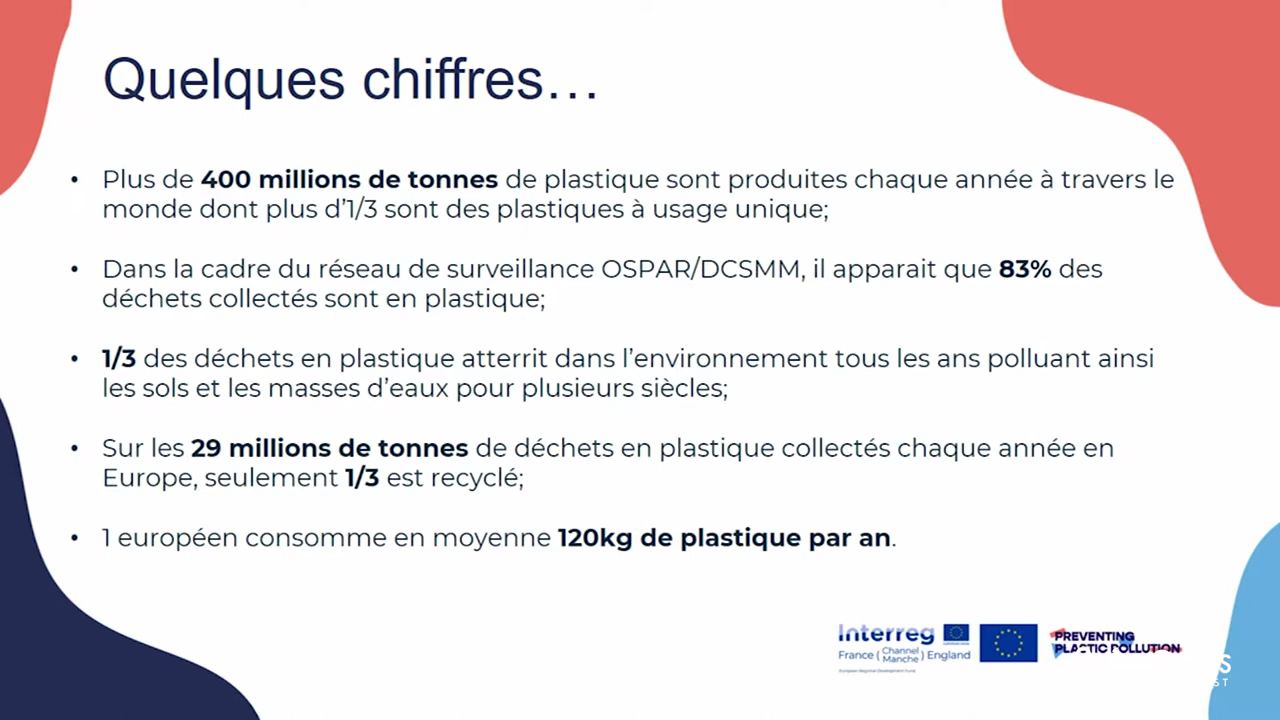 Quelques chiffres…
• Plus de 400 millions de tonnes de plastique sont produites chaque année à travers le
monde dont plus d’1/3 sont des plastiques à usage unique;
• Dans la cadre du réseau de surveillance OSPAR/DCSMM, il apparait que 83% des
déchets collectés sont en plastique;
• 1/3 des déchets en plastique atterrit dans l’environnement tous les ans polluant ainsi
les sols et les masses d’eaux pour plusieurs siècles;
• Sur les 29 millions de tonnes de déchets en plastique collectés chaque année en
Europe, seulement 1/3 est recyclé;
• 1 européen consomme en moyenne 120kg de plastique par an.
Interreg
France (Channel Manche) England
European Regional Development Fund
PREVENTING
PLASTIC POLLUTION